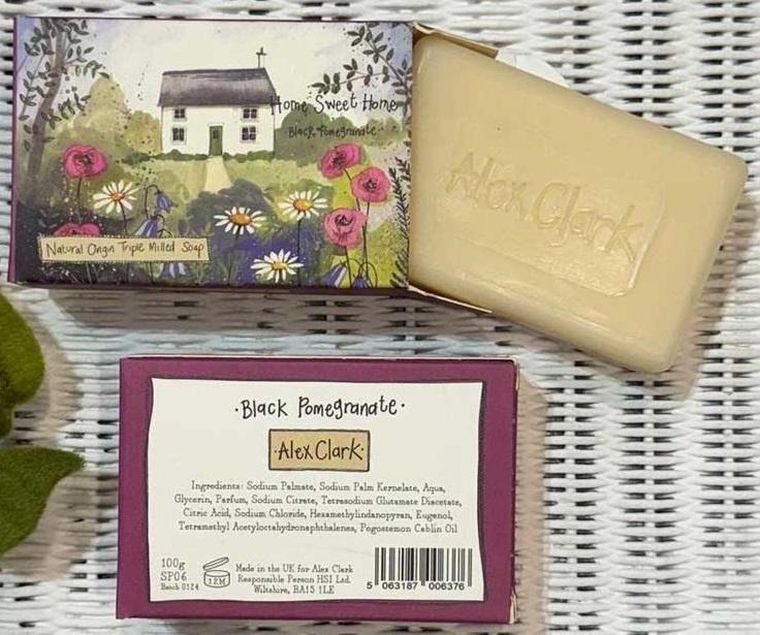 Home Sweet Home
Black Pomegranate
Natural Origin Triple Milled Soap
Alex Clark
·Black Pomegranate·
·Alex Clark·
Ingredients: Sodium Palmate, Sodium Palm Kernelate, Aqua,
Glycerin, Parfum, Sodium Citrate, Tetrasodium Glutamate Diacetate,
Citric Acid, Sodium Chloride, Hexamethylindanopyran, Eugenol,
Tetramethyl Acetyloctahydronaphthalenes, Pogostemon Cablin Oil
100g
SP06
Batch 0124
12M
Made in the UK for Alex Clark
Responsible Person HSI Ltd.
Wiltshire, BA15 1LE
5 063187 006376